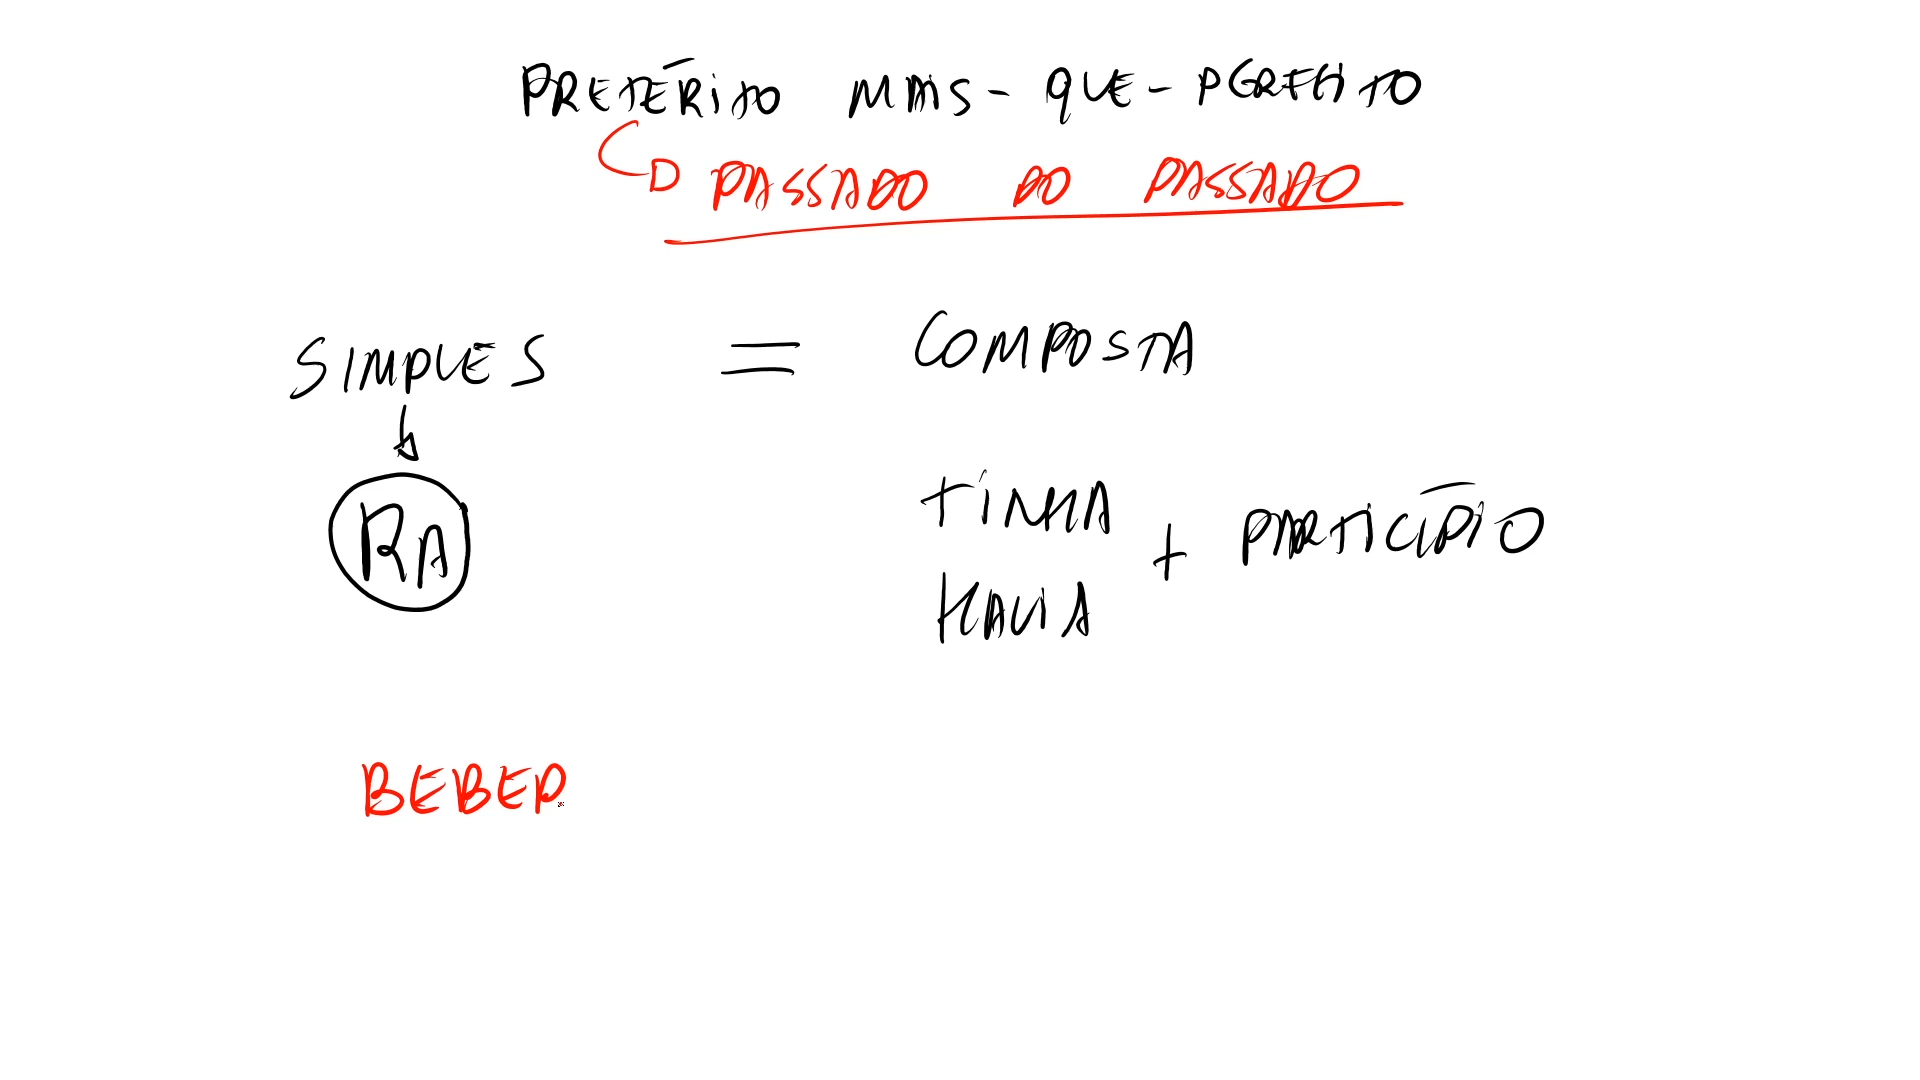 PRETÉRITO MAIS-QUE-PERFEITO
PASSADO DO PASSADO
SIMPLES = COMPOSTA
RA
TINHA
+ PARTICÍPIO
HAVIA
BEBER